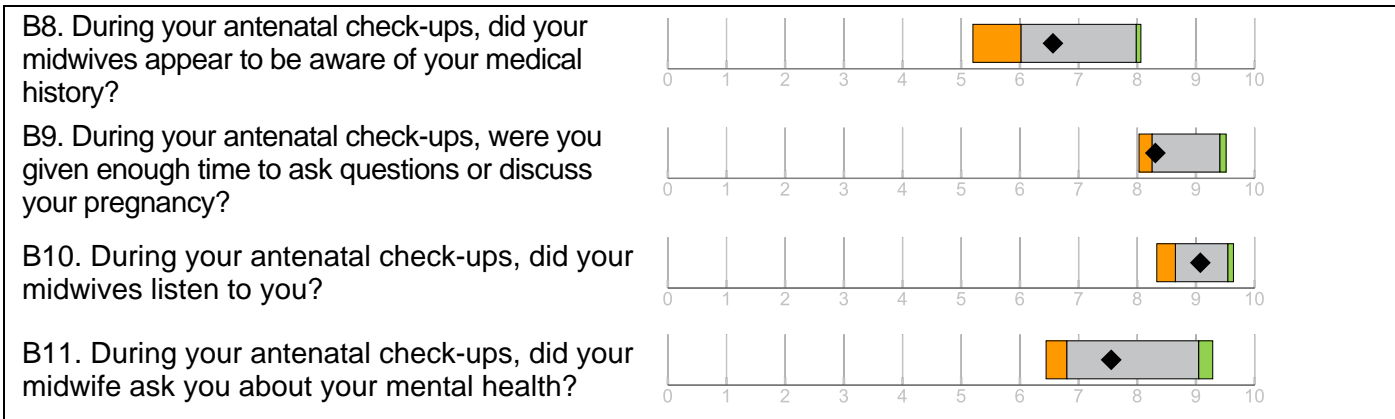 B8. During your antenatal check-ups, did your
midwives appear to be aware of your medical
history?
0 1 2 3 4 5 6 7 8 9 10
B9. During your antenatal check-ups, were you
given enough time to ask questions or discuss
your pregnancy?
0 1 2 3 4 5 6 7 8 9 10
B10. During your antenatal check-ups, did your
midwives listen to you?
0 1 2 3 4 5 6 7 8 9 10
B11. During your antenatal check-ups, did your
midwife ask you about your mental health?
0 1 2 3 4 5 6 7 8 9 10